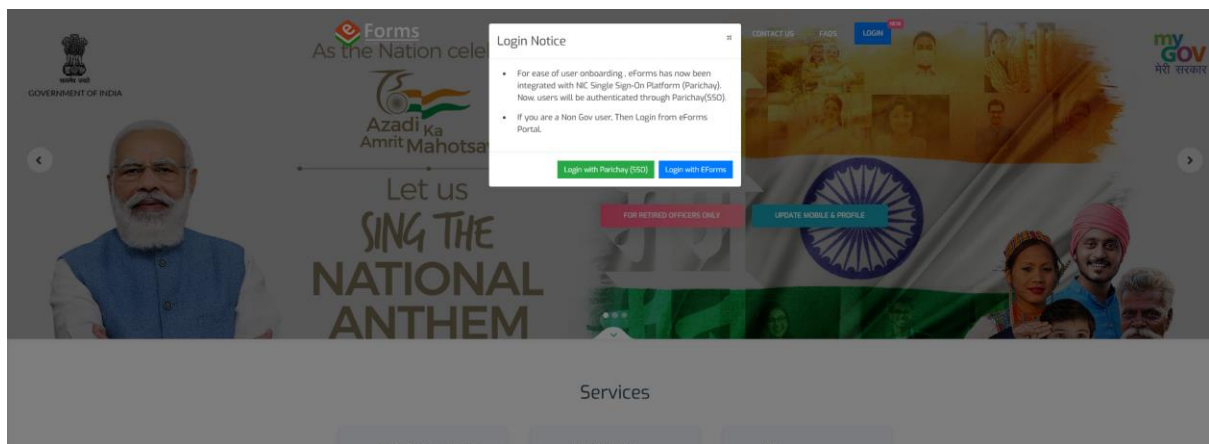 eForms
As the Nation cele
GOVERNMENT OF INDIA
75
Azadi Ka
Amrit Mahotsa
Let us
SING THE
NATIONAL
ANTHEM
Login Notice
×
• For ease of user onboarding , eForms has now been
integrated with NIC Single Sign-On Platform (Parichay).
Now, users will be authenticated through Parichay(SSO).
• If you are a Non Gov user, Then Login from eForms
Portal.
Login with Parichay (SSO)
Login with EForms
CONTACT US
FAQS
LOGIN
NEW
my
GOV
मेरी सरकार
FOR RETIRED OFFICERS ONLY
UPDATE MOBILE & PROFILE
Services